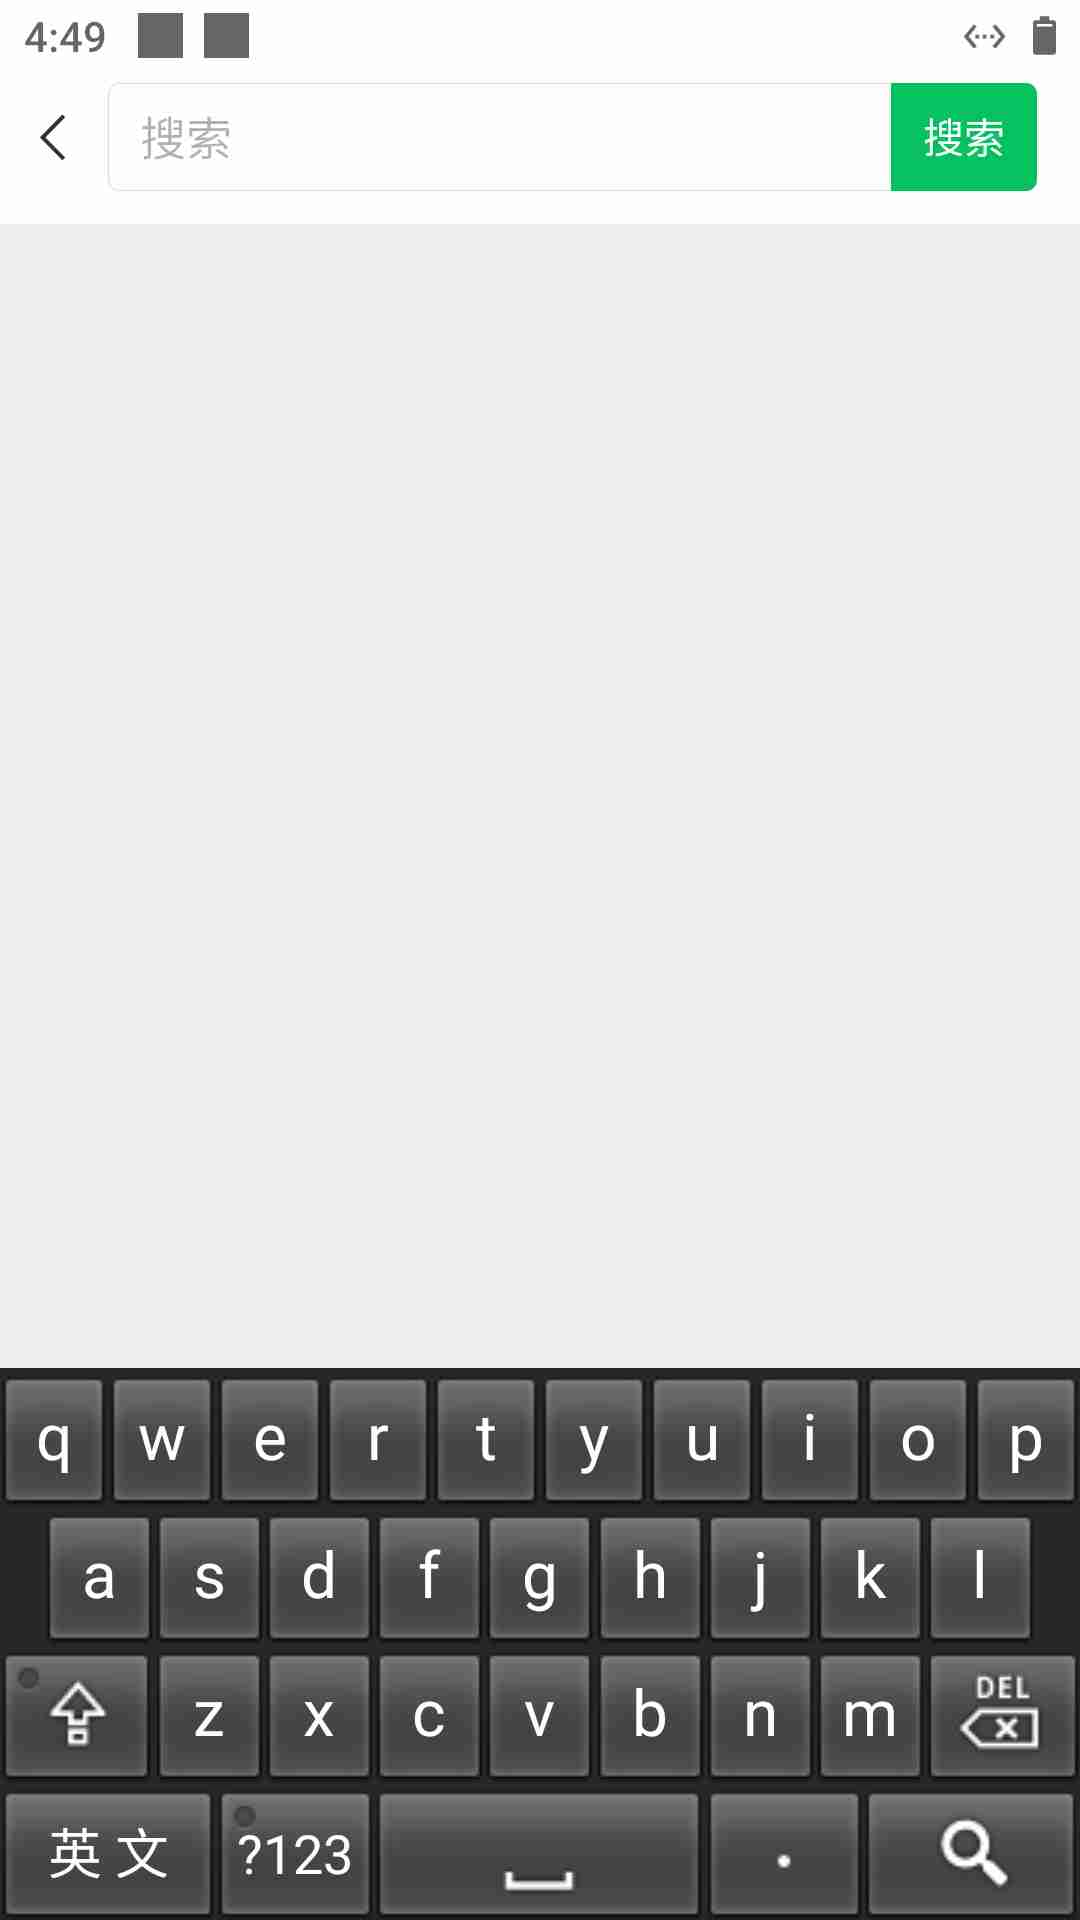 4:49
搜索 搜索
q w e r t y u i o p
a s d f g h j k l
z x c v b n m DEL
英文 ?123 .